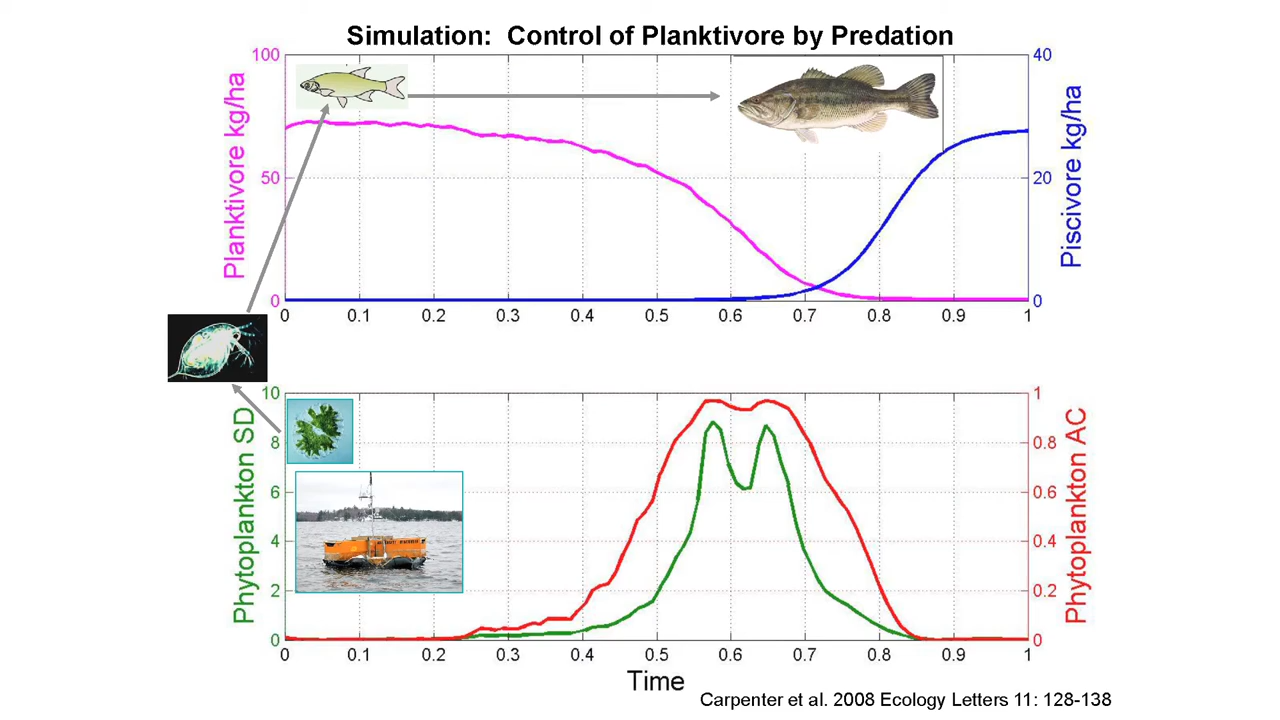 Simulation: Control of Planktivore by Predation
100
50
0
Planktivore kg/ha
40
20
0
Piscivore kg/ha
0 0.1 0.2 0.3 0.4 0.5 0.6 0.7 0.8 0.9 1
10
8
6
4
2
0
Phytoplankton SD
1
0.8
0.6
0.4
0.2
0
Phytoplankton AC
0 0.1 0.2 0.3 0.4 0.5 0.6 0.7 0.8 0.9 1
Time
Carpenter et al. 2008 Ecology Letters 11: 128-138